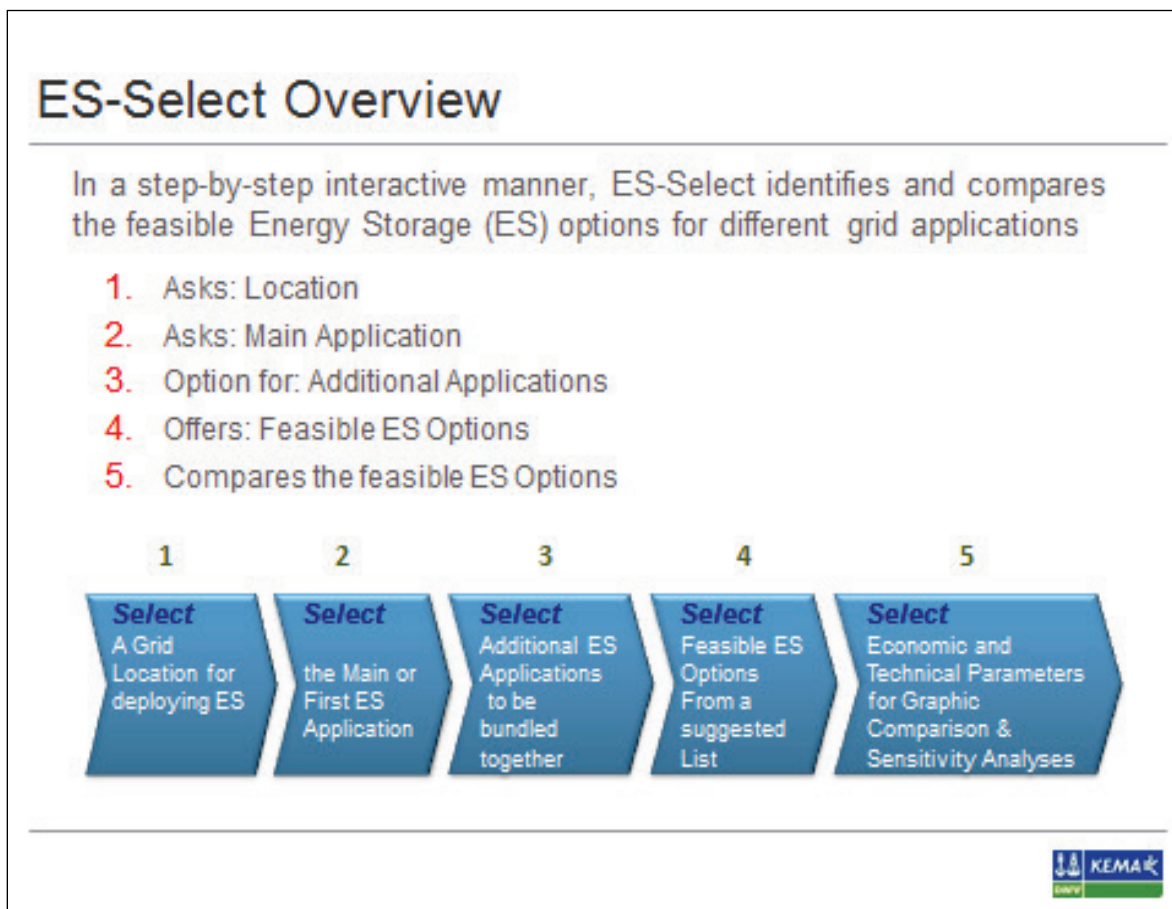 ES-Select Overview
In a step-by-step interactive manner, ES-Select identifies and compares
the feasible Energy Storage (ES) options for different grid applications
1. Asks: Location
2. Asks: Main Application
3. Option for: Additional Applications
4. Offers: Feasible ES Options
5. Compares the feasible ES Options
1
Select
A Grid
Location for
deploying ES
2
Select
the Main or
First ES
Application
3
Select
Additional ES
Applications
to be
bundled
together
4
Select
Feasible ES
Options
From a
suggested
List
5
Select
Economic and
Technical Parameters
for Graphic
Comparison &
Sensitivity Analyses
KEMA
DNV